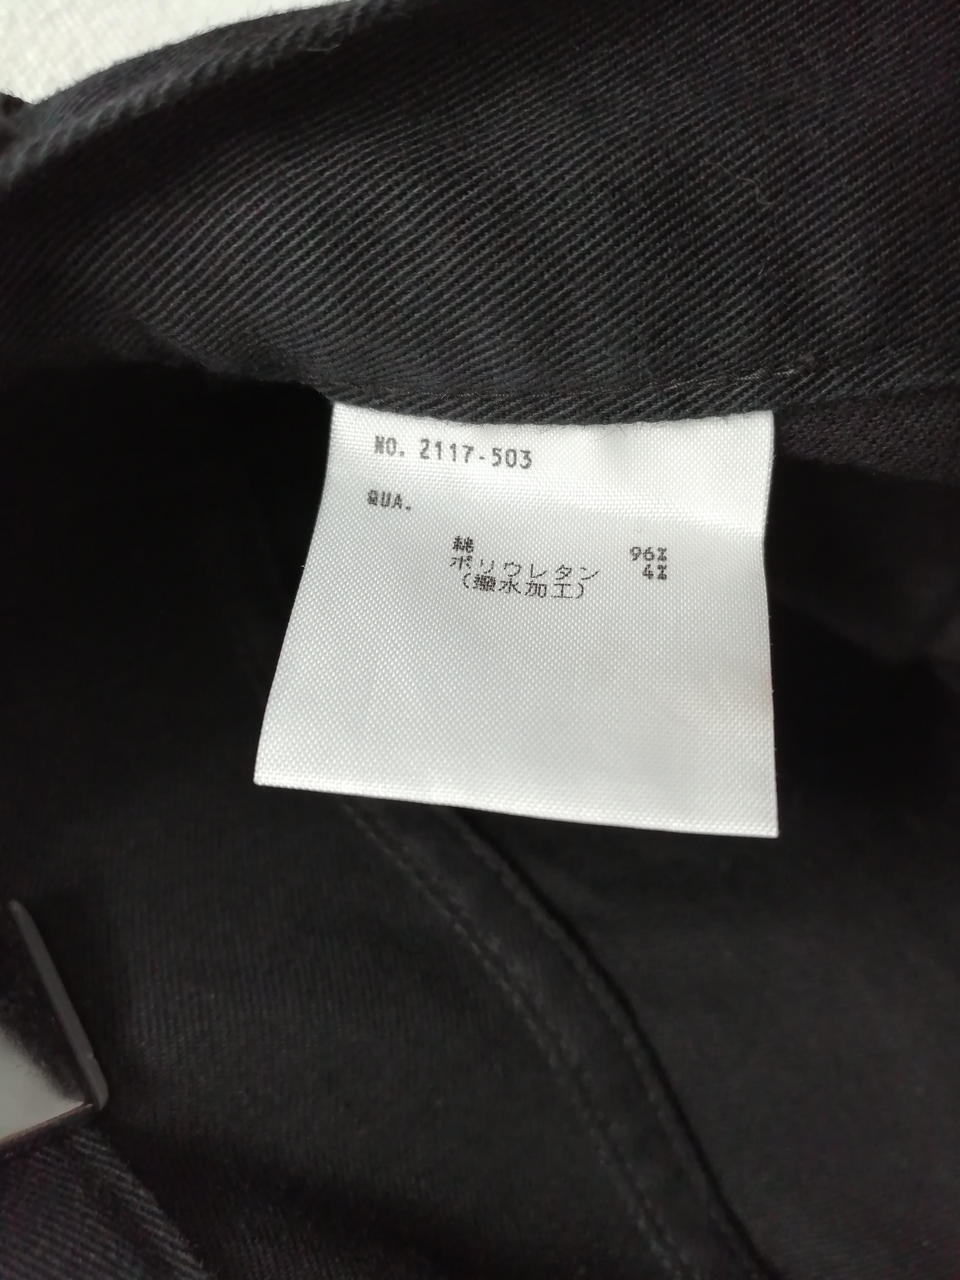 NO. 2117-503
QUA.
綿 96%
ポリウレタン 4%
(撥水加工)